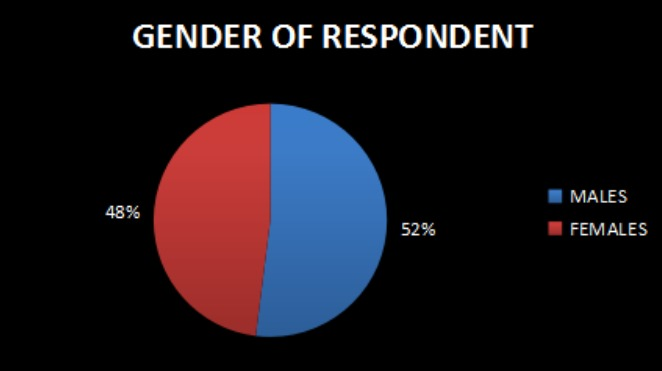 GENDER OF RESPONDENT
48%
52%
MALES
FEMALES